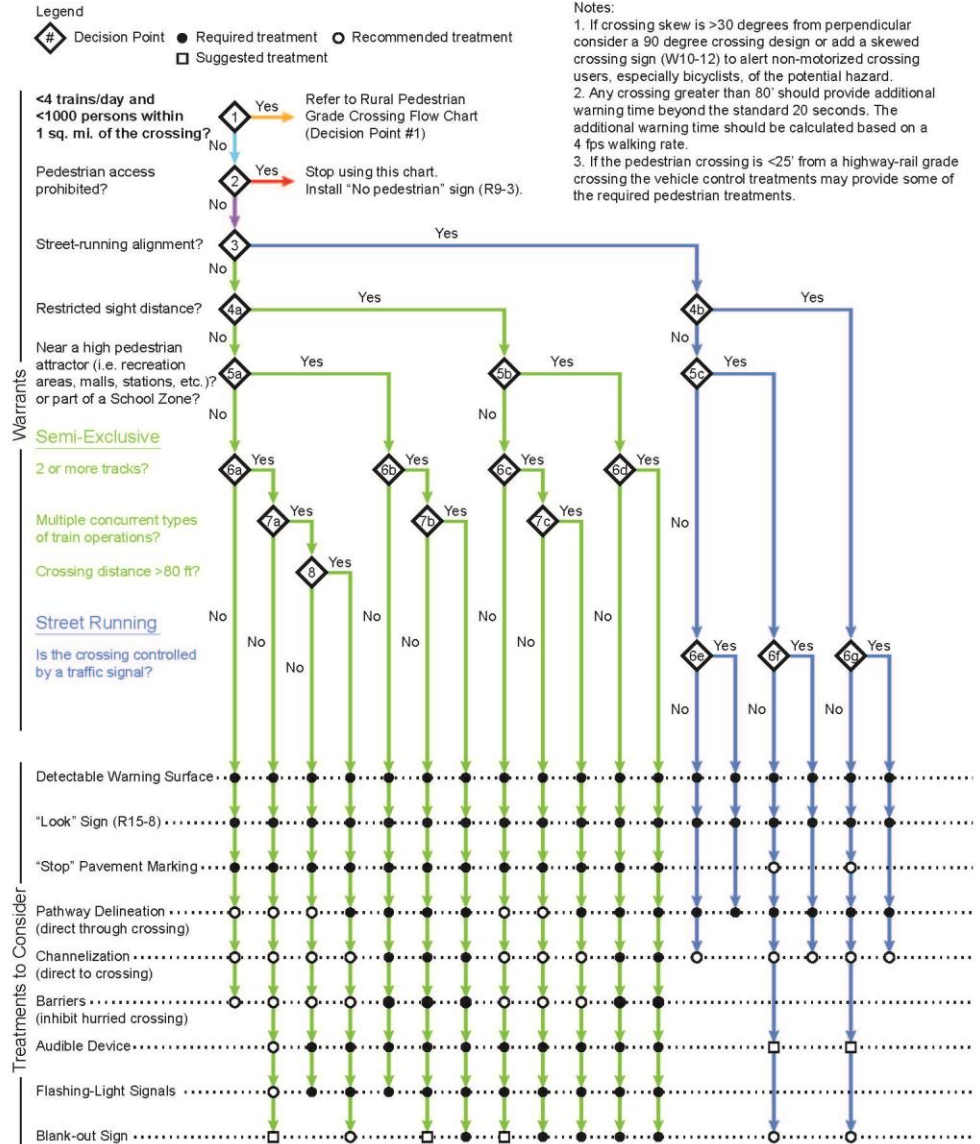 Legend
# Decision Point ● Required treatment ○ Recommended treatment
□ Suggested treatment
Notes:
1. If crossing skew is >30 degrees from perpendicular
consider a 90 degree crossing design or add a skewed
crossing sign (W10-12) to alert non-motorized crossing
users, especially bicyclists, of the potential hazard.
2. Any crossing greater than 80' should provide additional
warning time beyond the standard 20 seconds. The
additional warning time should be calculated based on a
4 fps walking rate.
3. If the pedestrian crossing is <25' from a highway-rail grade
crossing the vehicle control treatments may provide some of
the required pedestrian treatments.
Warrants
<4 trains/day and
<1000 persons within
1 sq. mi. of the crossing?
1
Yes
Refer to Rural Pedestrian
Grade Crossing Flow Chart
(Decision Point #1)
No
Pedestrian access
prohibited?
2
Yes
Stop using this chart.
Install “No pedestrian” sign (R9-3).
No
Street-running alignment?
3
Yes
No
Restricted sight distance?
4a
Yes
4b
Yes
No
No
Near a high pedestrian
attractor (i.e. recreation
areas, malls, stations, etc.)?
or part of a School Zone?
5a
Yes
5b
Yes
5c
Yes
No
No
Semi-Exclusive
2 or more tracks?
6a
Yes
6b
Yes
6c
Yes
6d
Yes
Multiple concurrent types
of train operations?
7a
Yes
7b
Yes
7c
Yes
No
Crossing distance >80 ft?
8
Yes
Street Running
Is the crossing controlled
by a traffic signal?
No
No
No
No
No
No
No
No
No
6e
Yes
6f
Yes
6g
Yes
No
No
No
Treatments to Consider
Detectable Warning Surface
“Look” Sign (R15-8)
“Stop” Pavement Marking
Pathway Delineation
(direct through crossing)
Channelization
(direct to crossing)
Barriers
(inhibit hurried crossing)
Audible Device
Flashing-Light Signals
Blank-out Sign